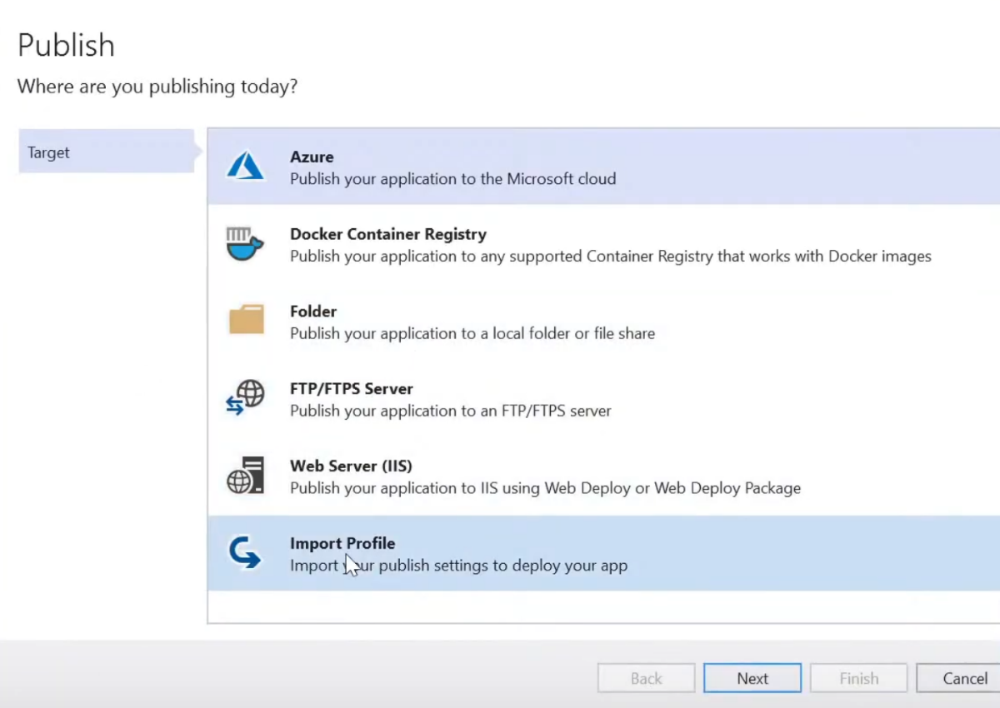 Publish
Where are you publishing today?
Target
Azure
Publish your application to the Microsoft cloud
Docker Container Registry
Publish your application to any supported Container Registry that works with Docker images
Folder
Publish your application to a local folder or file share
FTP/FTPS Server
Publish your application to an FTP/FTPS server
Web Server (IIS)
Publish your application to IIS using Web Deploy or Web Deploy Package
Import Profile
Import your publish settings to deploy your app
Back
Next
Finish
Cancel